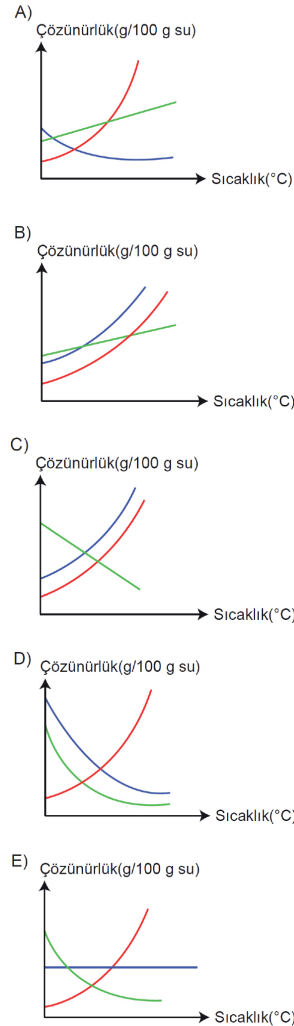 A)
Çözünürlük(g/100 g su)
Sıcaklık(°C)
B)
Çözünürlük(g/100 g su)
Sıcaklık(°C)
C)
Çözünürlük(g/100 g su)
Sıcaklık(°C)
D)
Çözünürlük(g/100 g su)
Sıcaklık(°C)
E)
Çözünürlük(g/100 g su)
Sıcaklık(°C)